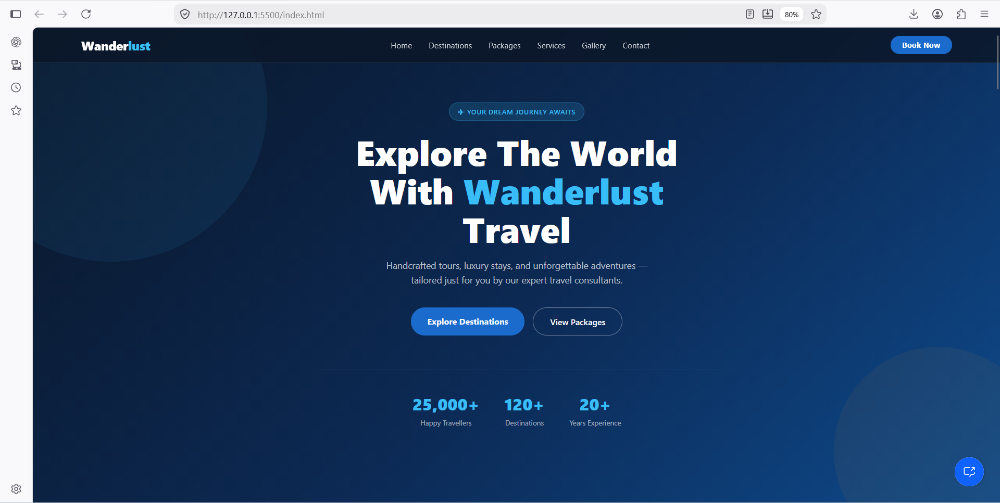 http://127.0.0.1:5500/index.html
80%
Wanderlust
Home
Destinations
Packages
Services
Gallery
Contact
Book Now
✈ YOUR DREAM JOURNEY AWAITS
Explore The World
With Wanderlust
Travel
Handcrafted tours, luxury stays, and unforgettable adventures —
tailored just for you by our expert travel consultants.
Explore Destinations
View Packages
25,000+
Happy Travellers
120+
Destinations
20+
Years Experience